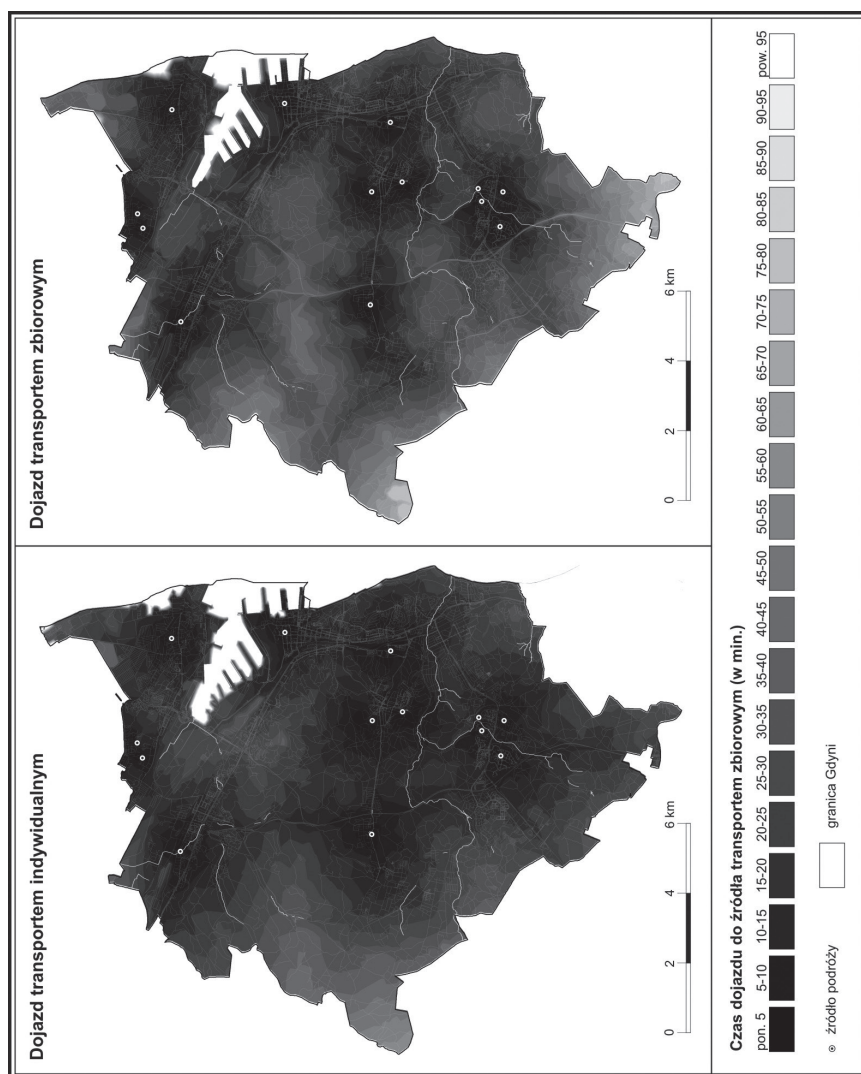 Dojazd transportem indywidualnym
0 2 4 6 km
Dojazd transportem zbiorowym
0 2 4 6 km
Czas dojazdu do źródła transportem zbiorowym (w min.)
pon. 5 5-10 10-15 15-20 20-25 25-30 30-35 35-40 40-45 45-50 50-55 55-60 60-65 65-70 70-75 75-80 80-85 85-90 90-95 pow. 95
źródło podróży granica Gdyni